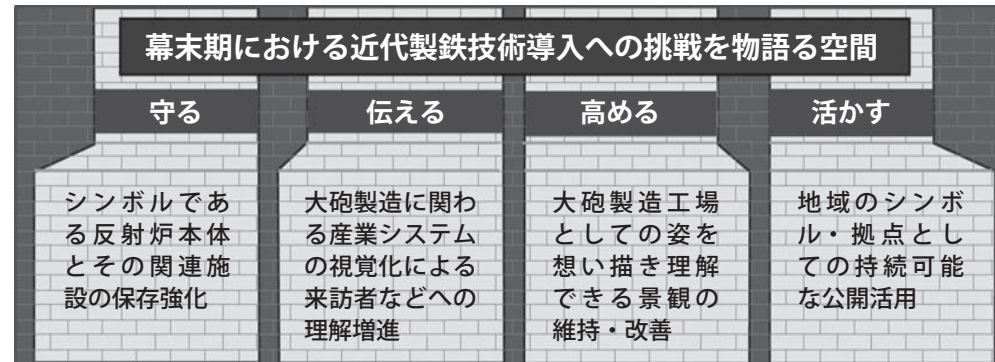 幕末期における近代製鉄技術導入への挑戦を物語る空間
守る
シンボルであ
る反射炉本体
とその関連施
設の保存強化
伝える
大砲製造に関わ
る産業システム
の視覚化による
来訪者などへの
理解増進
高める
大砲製造工場
としての姿を
想い描き理解
できる景観の
維持・改善
活かす
地域のシンボ
ル・拠点とし
ての持続可能
な公開活用